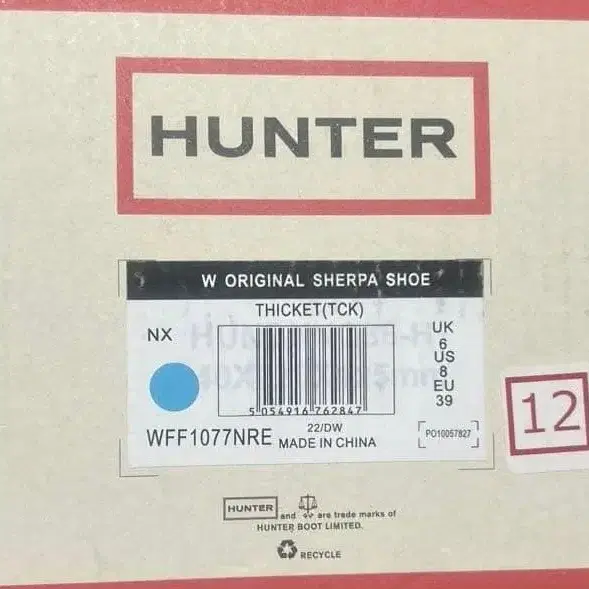 HUNTER
W ORIGINAL SHERPA SHOE
THICKET(TCK)
NX
UK
6
US
8
EU
39
5 054916 762847
WFF1077NRE
22/DW
MADE IN CHINA
PO10057827
12
HUNTER and are trade marks of
HUNTER BOOT LIMITED.
RECYCLE